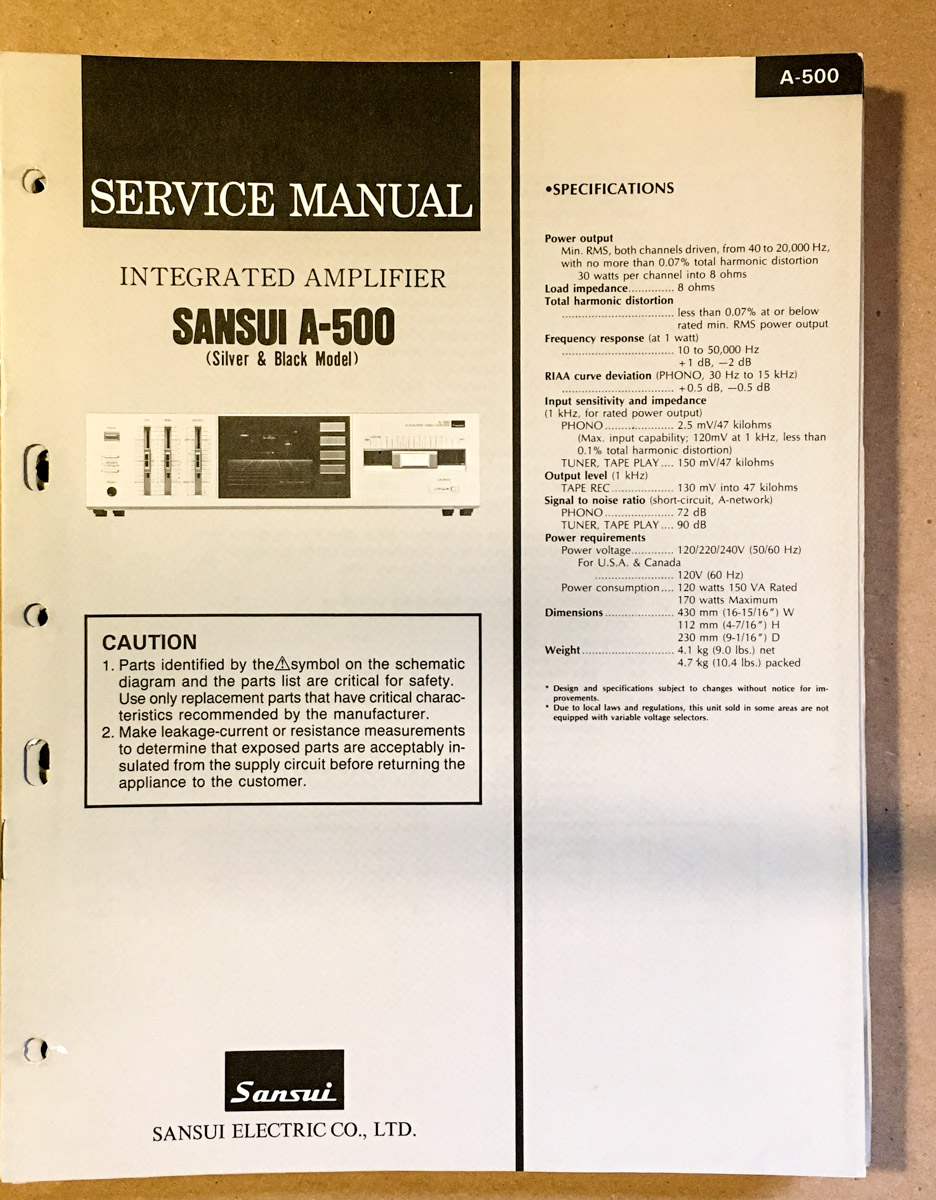 SERVICE MANUAL
INTEGRATED AMPLIFIER
SANSUI A-500
(Silver & Black Model)
CAUTION
1. Parts identified by the⚠symbol on the schematic
diagram and the parts list are critical for safety.
Use only replacement parts that have critical charac-
teristics recommended by the manufacturer.
2. Make leakage-current or resistance measurements
to determine that exposed parts are acceptably in-
sulated from the supply circuit before returning the
appliance to the customer.
Sansui
SANSUI ELECTRIC CO., LTD.
A-500
•SPECIFICATIONS
Power output
Min. RMS, both channels driven, from 40 to 20,000 Hz,
with no more than 0.07% total harmonic distortion
30 watts per channel into 8 ohms
Load impedance............. 8 ohms
Total harmonic distortion
................................ less than 0.07% at or below
rated min. RMS power output
Frequency response (at 1 watt)
................................ 10 to 50,000 Hz
+1 dB, −2 dB
RIAA curve deviation (PHONO, 30 Hz to 15 kHz)
................................ +0.5 dB, −0.5 dB
Input sensitivity and impedance
(1 kHz, for rated power output)
PHONO.................... 2.5 mV/47 kilohms
(Max. input capability; 120mV at 1 kHz, less than
0.1% total harmonic distortion)
TUNER, TAPE PLAY.... 150 mV/47 kilohms
Output level (1 kHz)
TAPE REC.................. 130 mV into 47 kilohms
Signal to noise ratio (short-circuit, A-network)
PHONO.................... 72 dB
TUNER, TAPE PLAY.... 90 dB
Power requirements
Power voltage............ 120/220/240V (50/60 Hz)
For U.S.A. & Canada
...................... 120V (60 Hz)
Power consumption.... 120 watts 150 VA Rated
170 watts Maximum
Dimensions.................... 430 mm (16-15/16") W
112 mm (4-7/16") H
230 mm (9-1/16") D
Weight.......................... 4.1 kg (9.0 lbs.) net
4.7 kg (10.4 lbs.) packed
* Design and specifications subject to changes without notice for im-
provements.
* Due to local laws and regulations, this unit sold in some areas are not
equipped with variable voltage selectors.